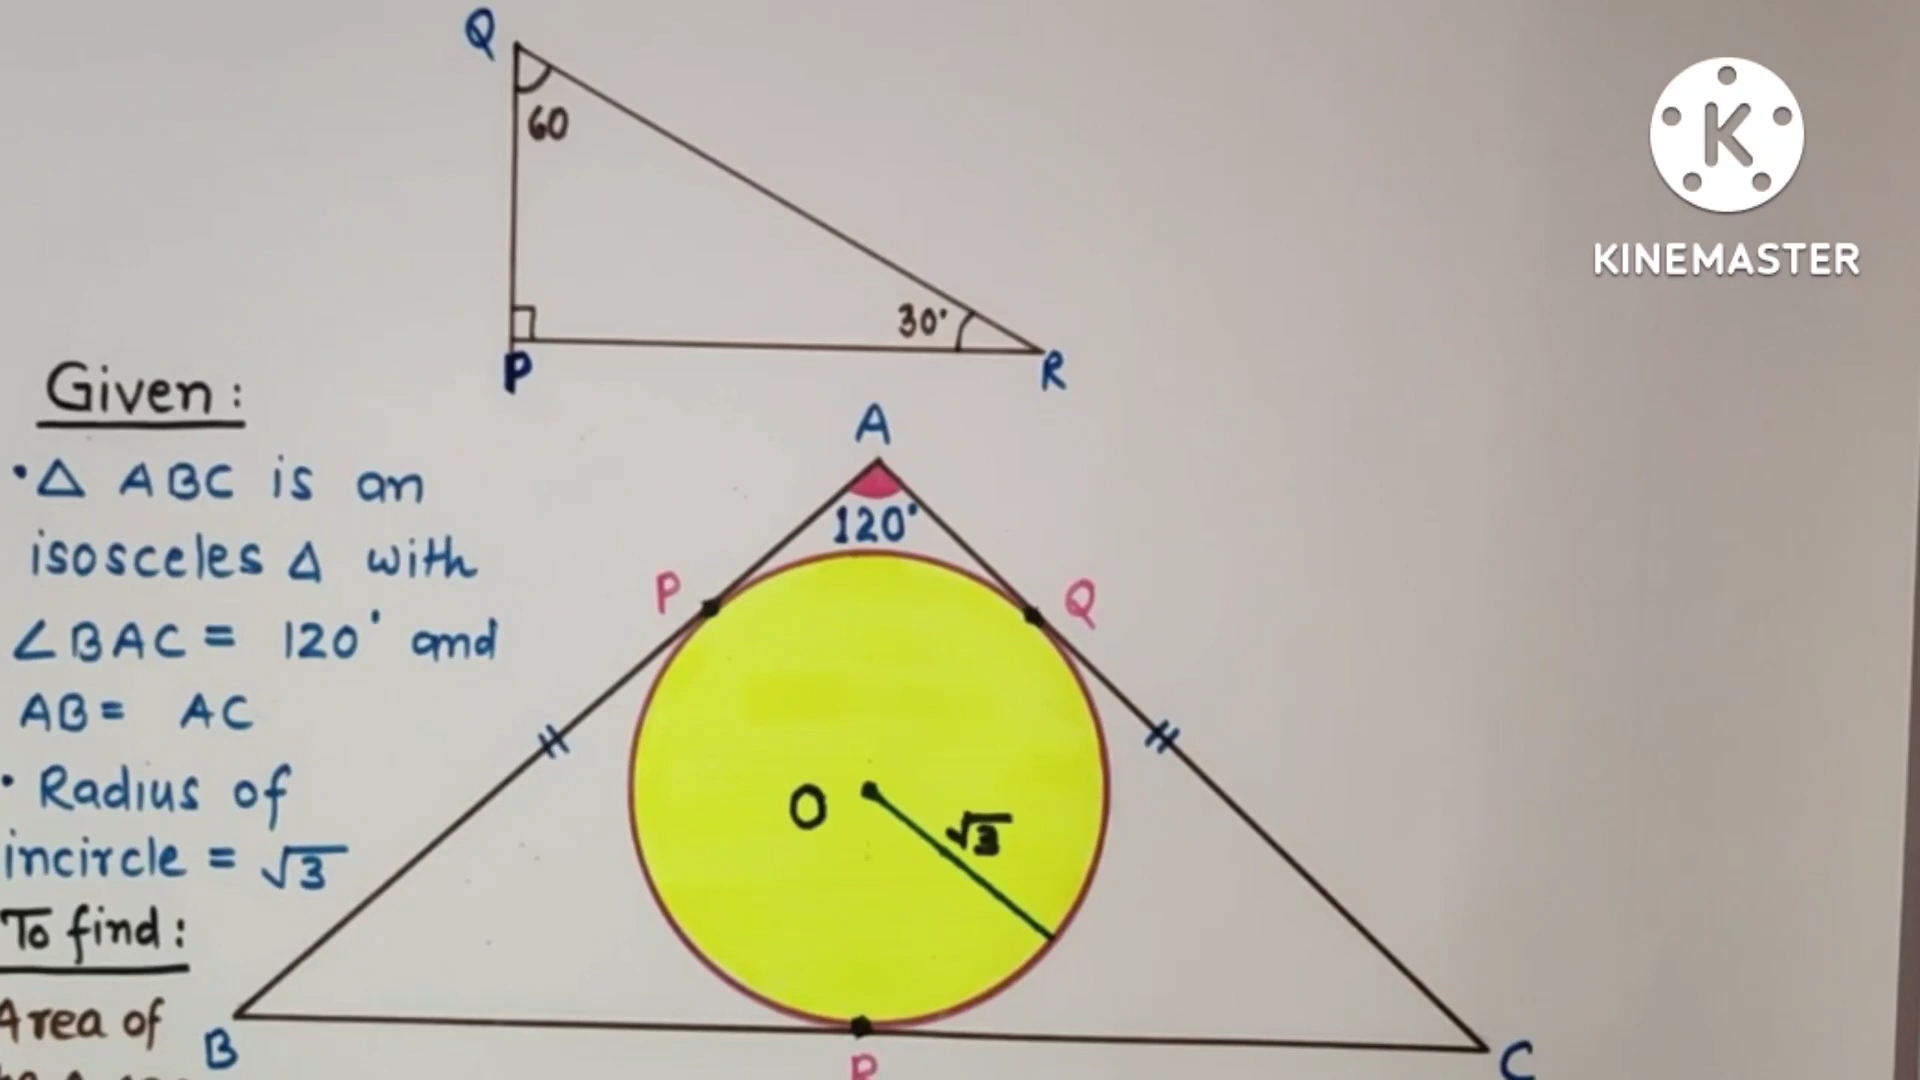 Q
60
30°
P
R
K
KINEMASTER
Given:
• Δ ABC is an
isosceles Δ with
∠BAC = 120° and
AB = AC
• Radius of
incircle = √3
To find:
Area of
A
120°
P
Q
O
√3
B
C